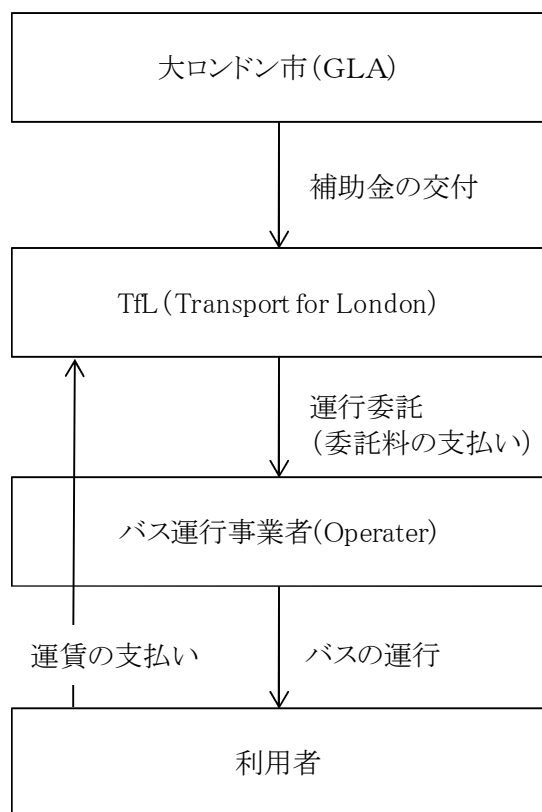 大ロンドン市(GLA)
補助金の交付
TfL(Transport for London)
運行委託
(委託料の支払い)
バス運行事業者(Operater)
運賃の支払い
バスの運行
利用者